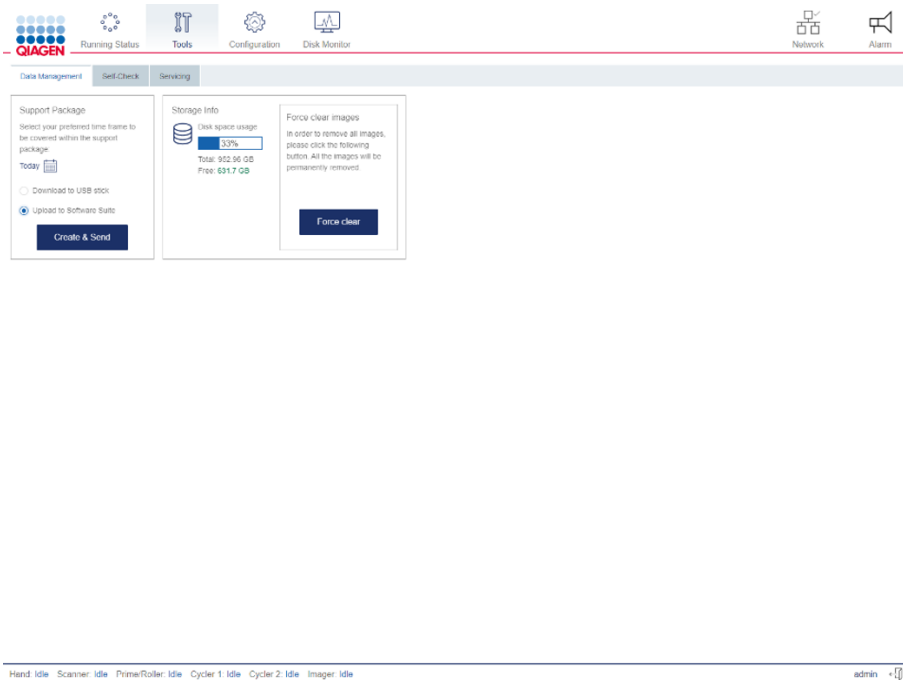 QIAGEN
Running Status
Tools
Configuration
Disk Monitor
Network
Alarm
Data Management
Self-Check
Servicing
Support Package
Select your preferred time frame to
be covered within the support
package:
Today
Download to USB stick
Upload to Software Suite
Create & Send
Storage Info
Disk space usage
33%
Total: 952.96 GB
Free: 631.7 GB
Force clear images
In order to remove all images,
please click the following
button. All the images will be
permanently removed.
Force clear
Hand: Idle Scanner: Idle Prime/Roller: Idle Cycler 1: Idle Cycler 2: Idle Imager: Idle
admin